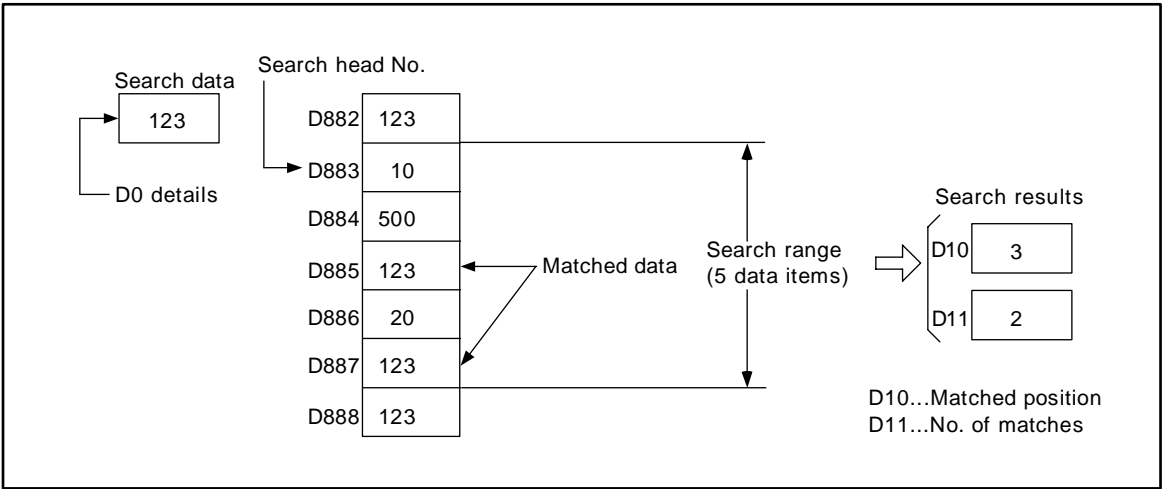 Search head No.
Search data
123
D0 details
D882 123
D883 10
D884 500
D885 123
D886 20
D887 123
D888 123
Matched data
Search range
(5 data items)
Search results
D10 3
D11 2
D10...Matched position
D11...No. of matches